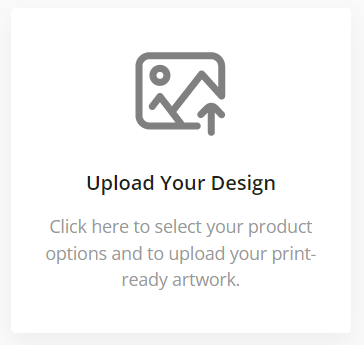 Upload Your Design
Click here to select your product
options and to upload your print-
ready artwork.